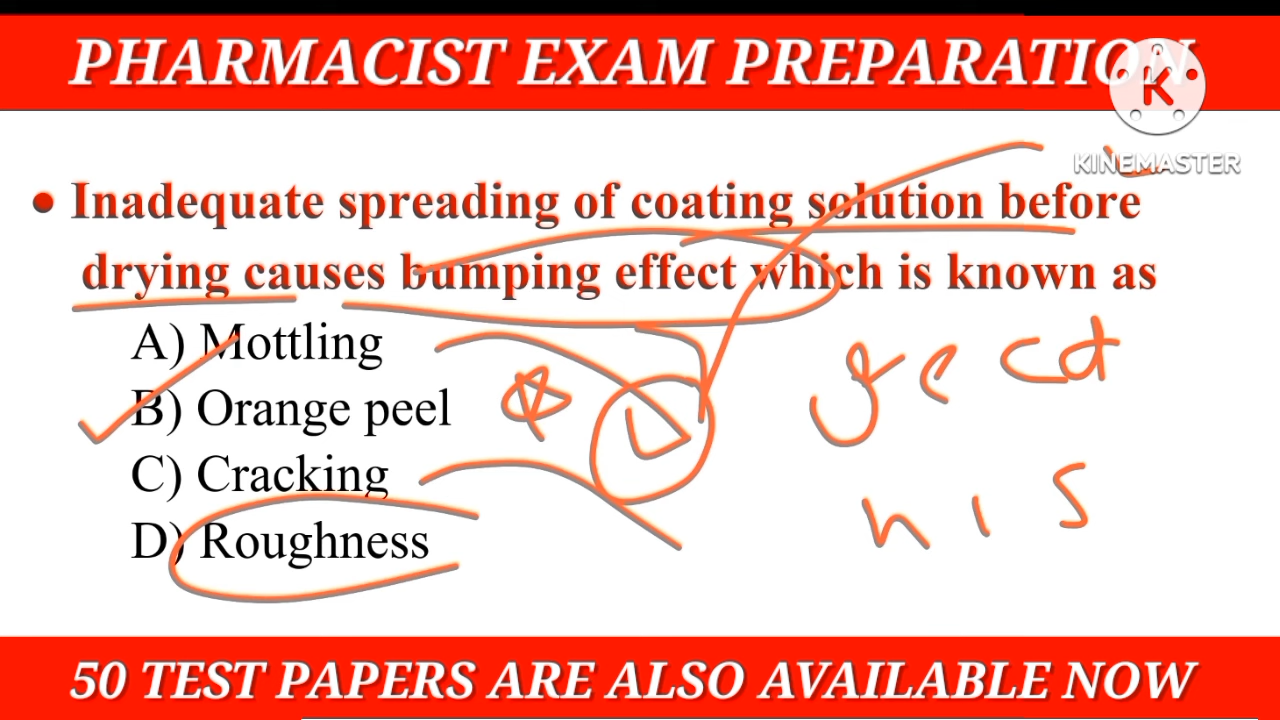 PHARMACIST EXAM PREPARATION
K
KINEMASTER
• Inadequate spreading of coating solution before
drying causes bumping effect which is known as
A) Mottling
B) Orange peel
C) Cracking
D) Roughness
50 TEST PAPERS ARE ALSO AVAILABLE NOW